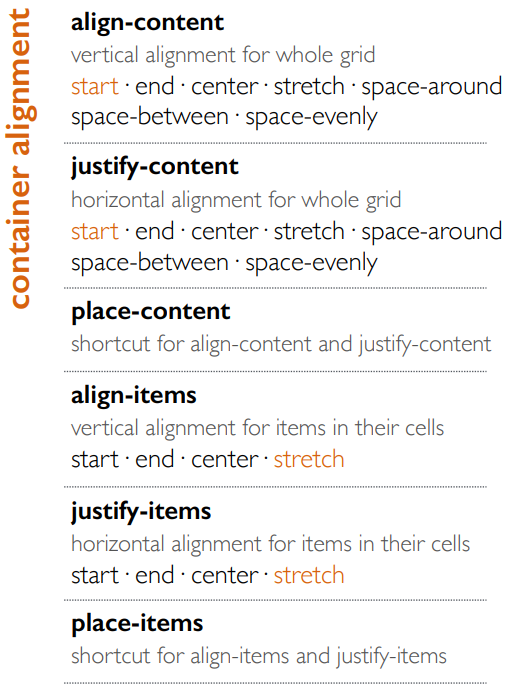 container alignment
align-content
vertical alignment for whole grid
start · end · center · stretch · space-around
space-between · space-evenly
justify-content
horizontal alignment for whole grid
start · end · center · stretch · space-around
space-between · space-evenly
place-content
shortcut for align-content and justify-content
align-items
vertical alignment for items in their cells
start · end · center · stretch
justify-items
horizontal alignment for items in their cells
start · end · center · stretch
place-items
shortcut for align-items and justify-items